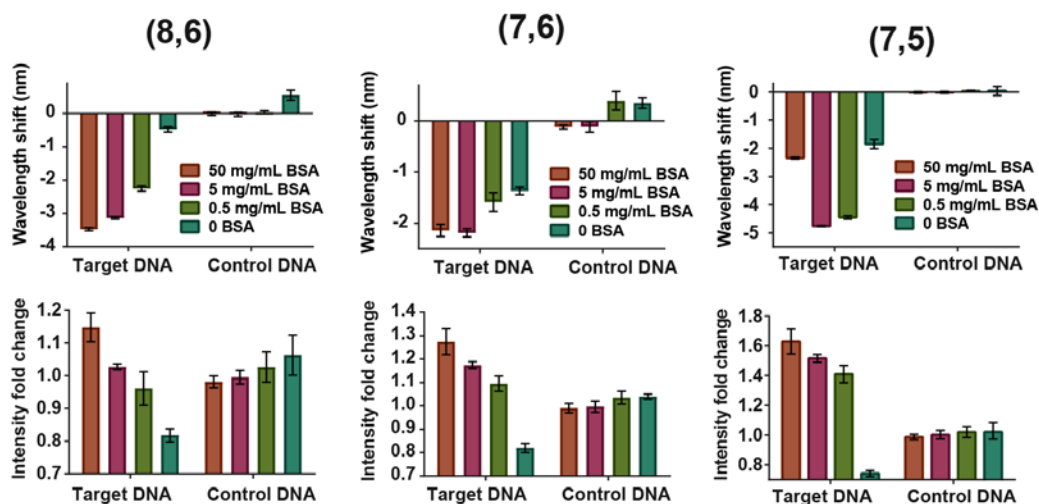 (8,6)
Wavelength shift (nm)
0
-1
-2
-3
-4
50 mg/mL BSA
5 mg/mL BSA
0.5 mg/mL BSA
0 BSA
Target DNA Control DNA
(7,6)
Wavelength shift (nm)
0
-1
-2
50 mg/mL BSA
5 mg/mL BSA
0.5 mg/mL BSA
0 BSA
Target DNA Control DNA
(7,5)
Wavelength shift (nm)
0
-1
-2
-3
-4
-5
50 mg/mL BSA
5 mg/mL BSA
0.5 mg/mL BSA
0 BSA
Target DNA Control DNA
Intensity fold change
1.2
1.1
1.0
0.9
0.8
0.7
Target DNA Control DNA
Intensity fold change
1.4
1.3
1.2
1.1
1.0
0.9
0.8
0.7
Target DNA Control DNA
Intensity fold change
1.8
1.6
1.4
1.2
1.0
0.8
Target DNA Control DNA